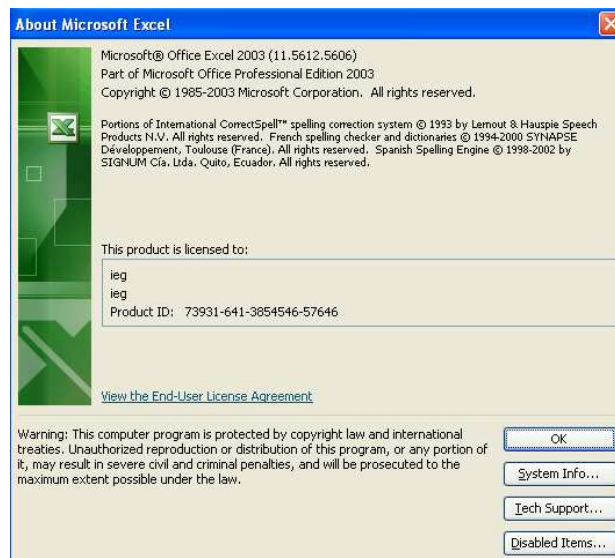 About Microsoft Excel
Microsoft® Office Excel 2003 (11.5612.5606)
Part of Microsoft Office Professional Edition 2003
Copyright © 1985-2003 Microsoft Corporation. All rights reserved.
Portions of International CorrectSpell™ spelling correction system © 1993 by Lernout & Hauspie Speech
Products N.V. All rights reserved. French spelling checker and dictionaries © 1994-2000 SYNAPSE
Développement, Toulouse (France). All rights reserved. Spanish Spelling Engine © 1998-2002 by
SIGNUM Cía. Ltda. Quito, Ecuador. All rights reserved.
This product is licensed to:
ieg
ieg
Product ID: 73931-641-3854546-57646
View the End-User License Agreement
Warning: This computer program is protected by copyright law and international
treaties. Unauthorized reproduction or distribution of this program, or any portion of
it, may result in severe civil and criminal penalties, and will be prosecuted to the
maximum extent possible under the law.
OK
System Info...
Tech Support...
Disabled Items...